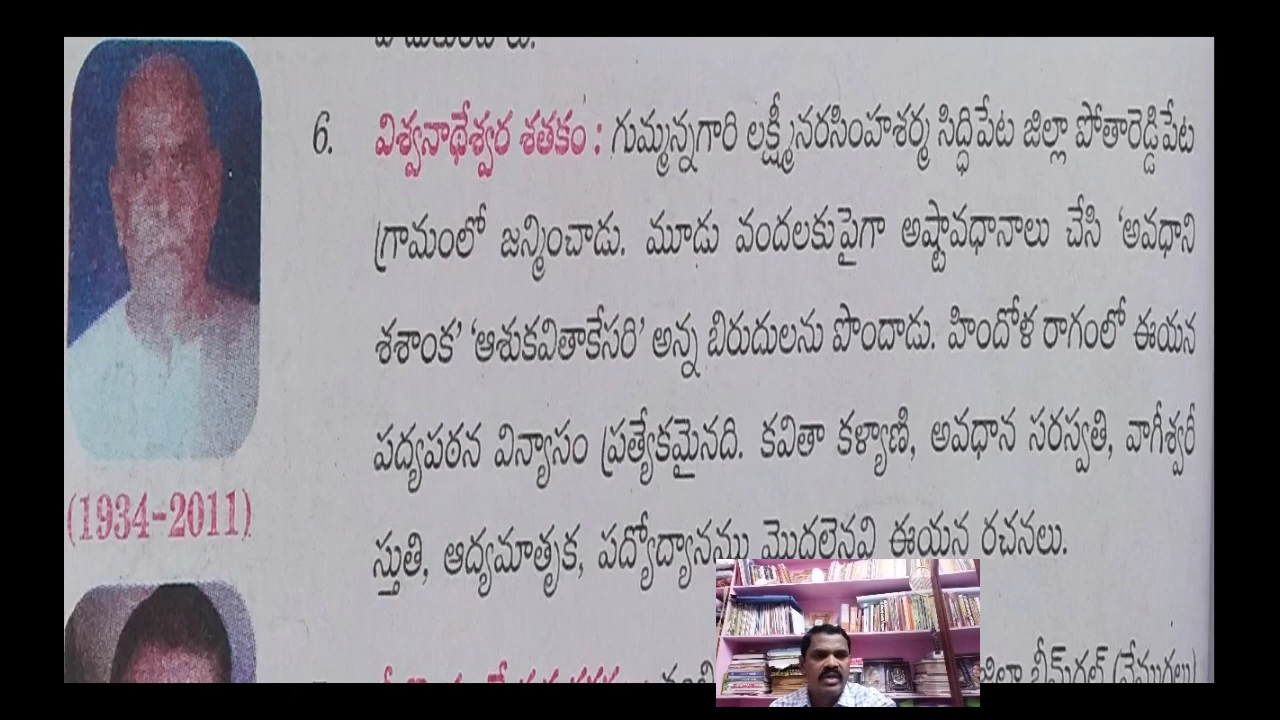 6. విశ్వనాథేశ్వర శతకం : గుమ్మన్నగారి లక్ష్మీనరసింహశర్మ సిద్ధిపేట జిల్లా పోతారెడ్డిపేట
గ్రామంలో జన్మించాడు. మూడు వందలకుపైగా అష్టావధానాలు చేసి ‘అవధాని
శశాంక’ ‘ఆశుకవితాకేసరి’ అన్న బిరుదులను పొందాడు. హిందోళ రాగంలో ఈయన
పద్యపఠన విన్యాసం ప్రత్యేకమైనది. కవితా కళ్యాణి, అవధాన సరస్వతి, వాగీశ్వరీ
(1934-2011)
స్తుతి, ఆద్యమాతృక, పద్యోద్యానము మొదలైనవి ఈయన రచనలు.